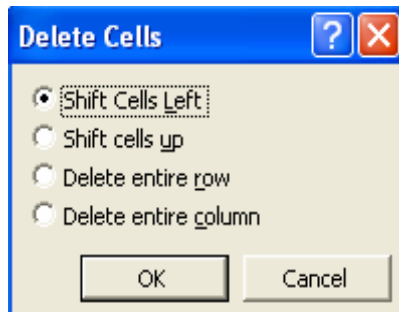 Delete Cells ?
Shift Cells Left
Shift cells up
Delete entire row
Delete entire column
OK Cancel